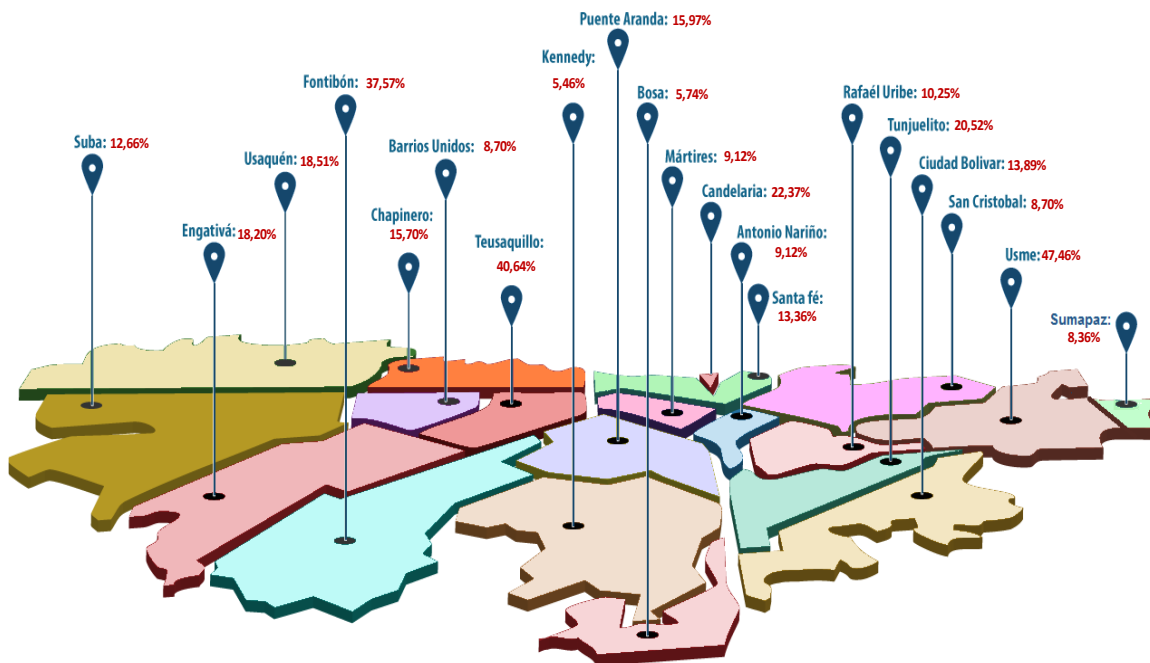 Puente Aranda: 15,97%
Kennedy:
5,46%
Fontibón: 37,57%
Bosa: 5,74%
Rafaél Uribe: 10,25%
Tunjuelito: 20,52%
Suba: 12,66%
Usaquén: 18,51%
Barrios Unidos: 8,70%
Mártires: 9,12%
Ciudad Bolivar: 13,89%
Candelaria: 22,37%
San Cristobal: 8,70%
Chapinero:
15,70%
Engativá: 18,20%
Teusaquillo:
40,64%
Antonio Nariño:
9,12%
Usme: 47,46%
Santa fé:
13,36%
Sumapaz:
8,36%